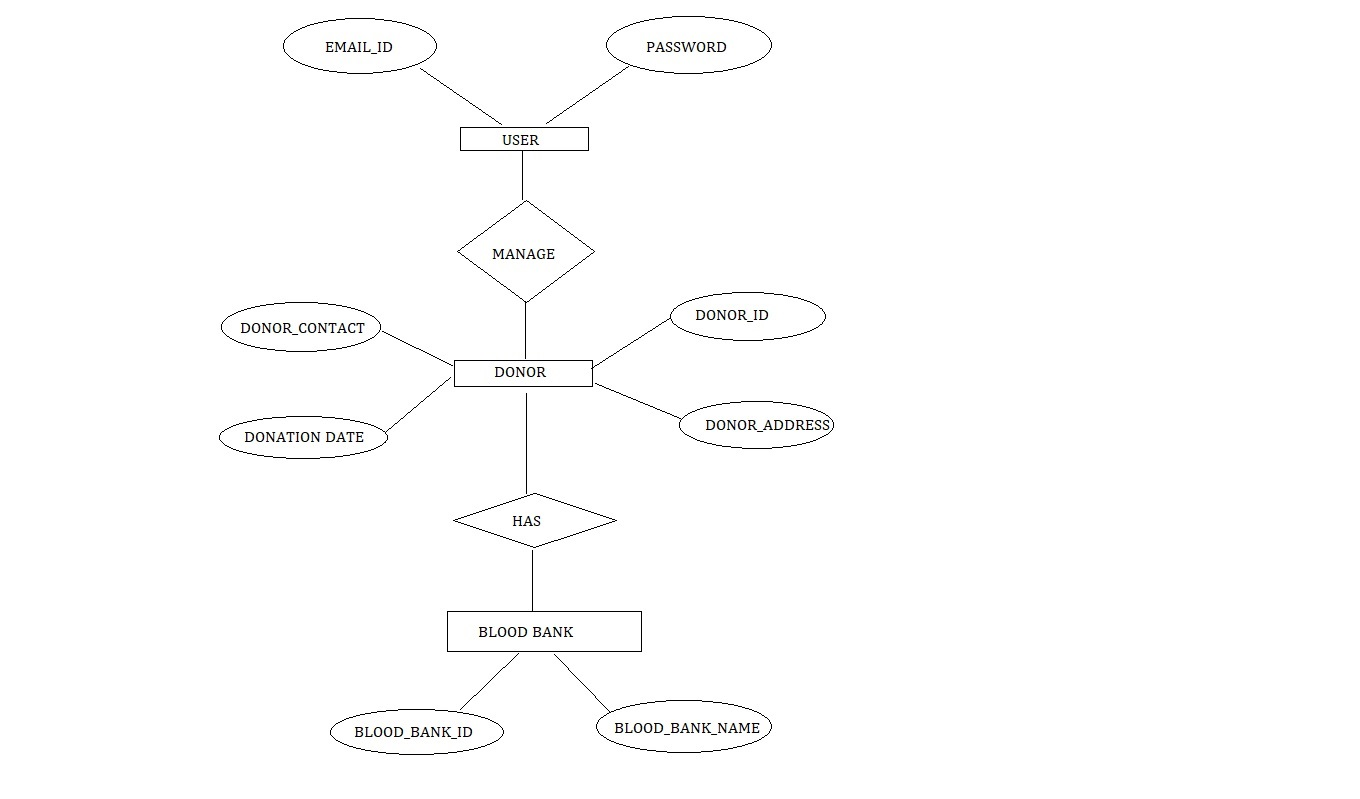 EMAIL_ID
PASSWORD
USER
MANAGE
DONOR_CONTACT
DONOR_ID
DONOR
DONATION DATE
DONOR_ADDRESS
HAS
BLOOD BANK
BLOOD_BANK_ID
BLOOD_BANK_NAME